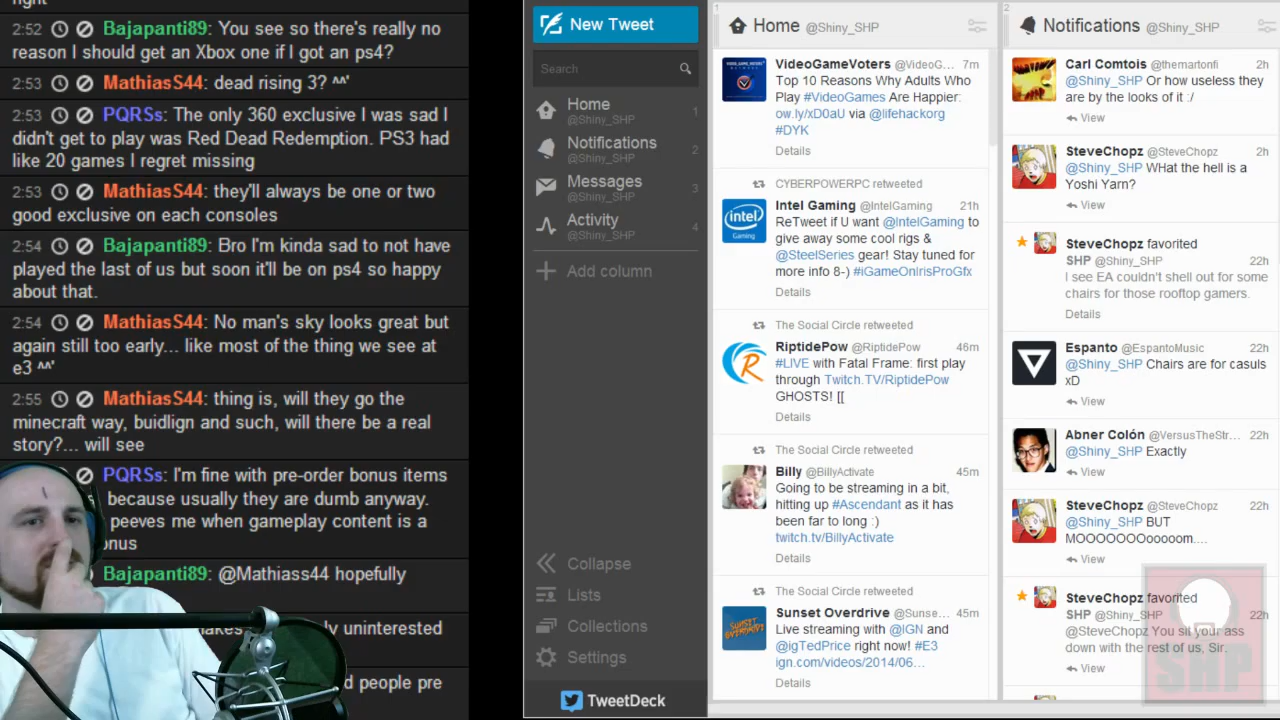 right
2:52 Bajapanti89: You see so there's really no
reason I should get an Xbox one if I got an ps4?
2:53 MathiasS44: dead rising 3? ^^'
2:53 PQRSs: The only 360 exclusive I was sad I
didn't get to play was Red Dead Redemption. PS3 had
like 20 games I regret missing
2:53 MathiasS44: they'll always be one or two
good exclusive on each consoles
2:54 Bajapanti89: Bro I'm kinda sad to not have
played the last of us but soon it'll be on ps4 so happy
about that.
2:54 MathiasS44: No man's sky looks great but
again still too early... like most of the thing we see at
e3 ^^'
2:55 MathiasS44: thing is, will they go the
minecraft way, buidlign and such, will there be a real
story?... will see
PQRSs: I'm fine with pre-order bonus items
because usually they are dumb anyway.
peeves me when gameplay content is a
onus
Bajapanti89: @Mathiass44 hopefully
y uninterested
d people pre
New Tweet
Search
Home 1
@Shiny_SHP
Notifications 2
@Shiny_SHP
Messages 3
@Shiny_SHP
Activity 4
@Shiny_SHP
Add column
Collapse
Lists
Collections
Settings
TweetDeck
1
Home @Shiny_SHP
VideoGameVoters @VideoG... 7m
Top 10 Reasons Why Adults Who
Play #VideoGames Are Happier:
ow.ly/xD0aU via @lifehackorg
#DYK
Details
CYBERPOWERPC retweeted
Intel Gaming @IntelGaming 21h
ReTweet if U want @IntelGaming to
give away some cool rigs &
@SteelSeries gear! Stay tuned for
more info 8-) #iGameOnIrisProGfx
Details
The Social Circle retweeted
RiptidePow @RiptidePow 46m
#LIVE with Fatal Frame: first play
through Twitch.TV/RiptidePow
GHOSTS! [[
Details
The Social Circle retweeted
Billy @BillyActivate 45m
Going to be streaming in a bit,
hitting up #Ascendant as it has
been far to long :)
twitch.tv/BillyActivate
Details
The Social Circle retweeted
Sunset Overdrive @Sunse... 45m
Live streaming with @IGN and
@igTedPrice right now! #E3
ign.com/videos/2014/06...
Details
2
Notifications @Shiny_SHP
Carl Comtois @themartonfi 2h
@Shiny_SHP Or how useless they
are by the looks of it :/
View
SteveChopz @SteveChopz 2h
@Shiny_SHP WHat the hell is a
Yoshi Yarn?
View
SteveChopz favorited
SHP @Shiny_SHP 22h
I see EA couldn't shell out for some
chairs for those rooftop gamers.
Details
Espanto @EspantoMusic 22h
@Shiny_SHP Chairs are for casuls
xD
View
Abner Colón @VersusTheStr... 22h
@Shiny_SHP Exactly
View
SteveChopz @SteveChopz 22h
@Shiny_SHP BUT
MOOOOOOOooooom....
View
SteveChopz favorited
SHP @Shiny_SHP 22h
@SteveChopz You sit your ass
down with the rest of us, Sir.
View
SHP